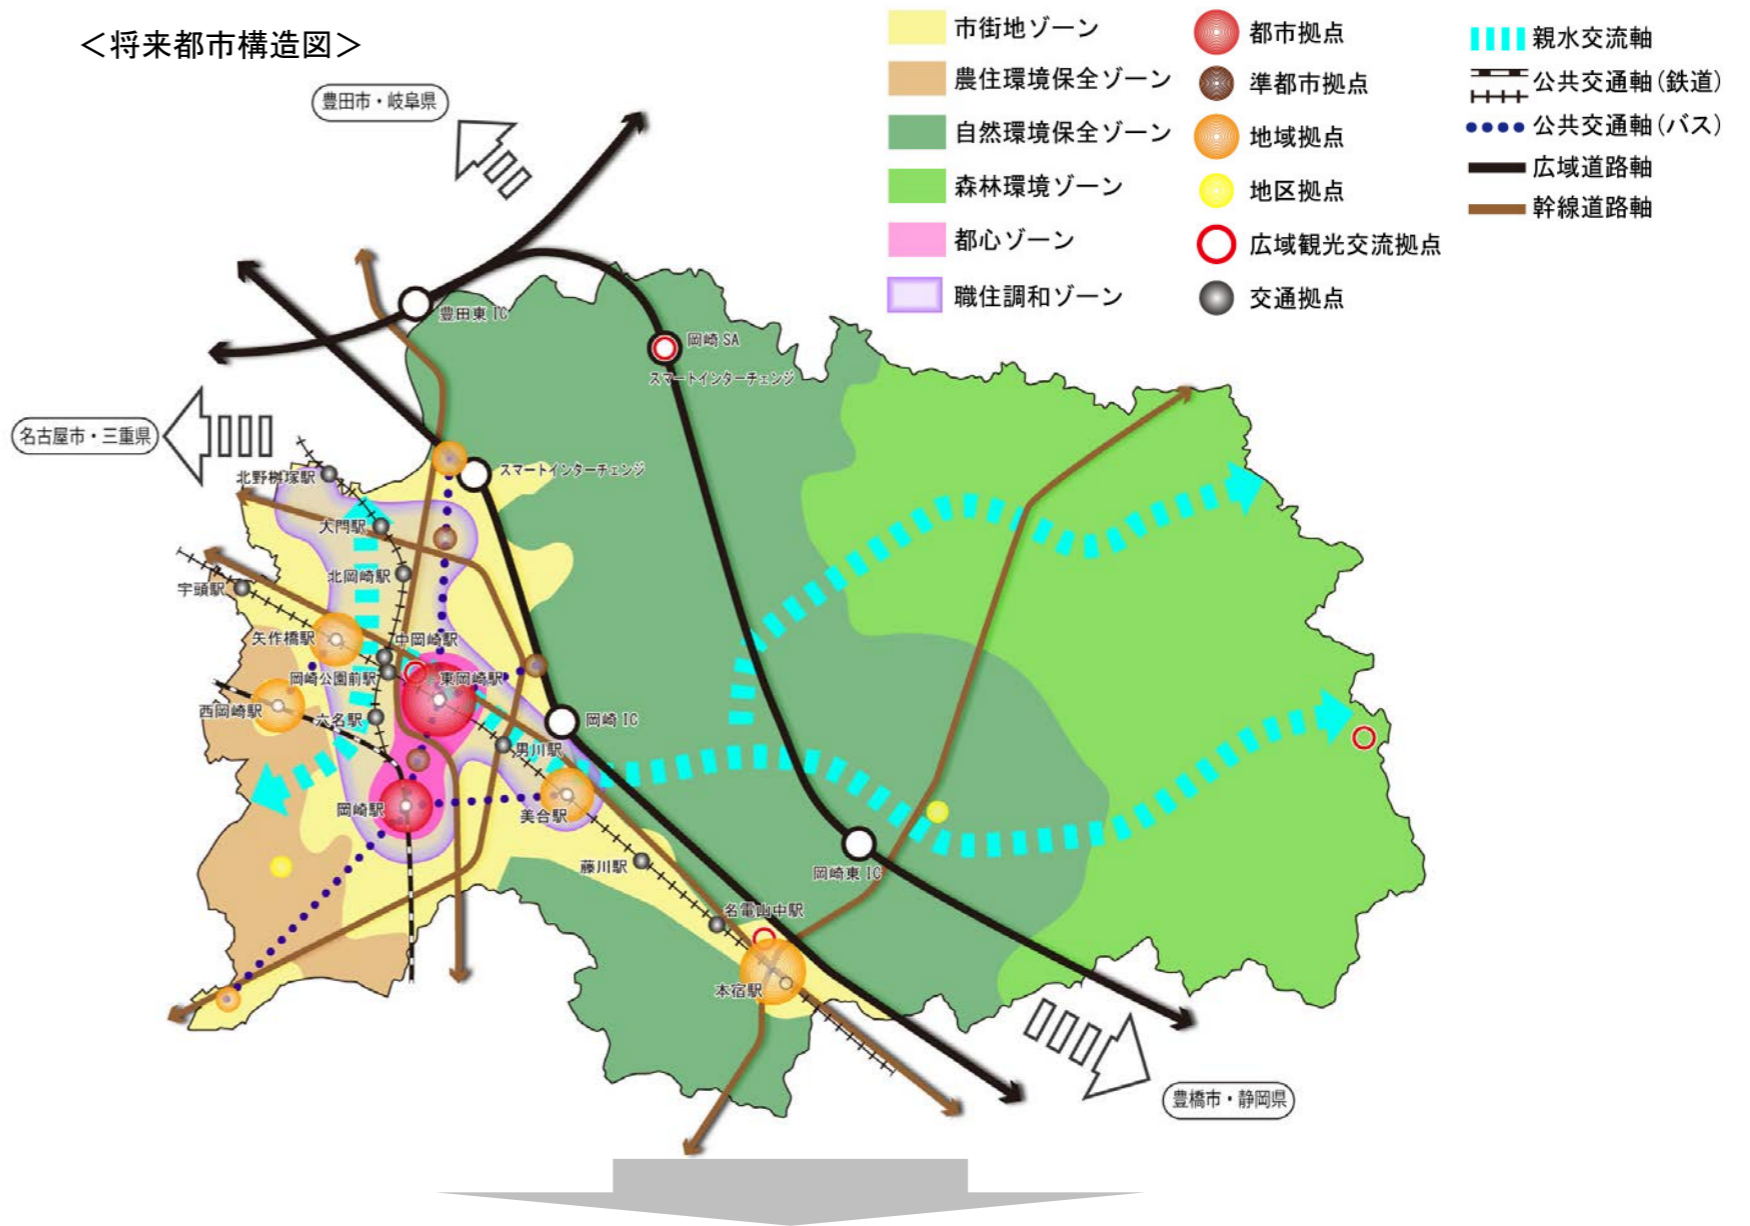 ＜将来都市構造図＞
市街地ゾーン
農住環境保全ゾーン
自然環境保全ゾーン
森林環境ゾーン
都心ゾーン
職住調和ゾーン
都市拠点
準都市拠点
地域拠点
地区拠点
広域観光交流拠点
交通拠点
親水交流軸
公共交通軸(鉄道)
公共交通軸(バス)
広域道路軸
幹線道路軸
豊田市・岐阜県
豊田東IC
岡崎SA
スマートインターチェンジ
名古屋市・三重県
スマートインターチェンジ
北野桝塚駅
大門駅
北岡崎駅
宇頭駅
矢作橋駅
中岡崎駅
岡崎公園前駅
東岡崎駅
西岡崎駅
六名駅
岡崎IC
男川駅
岡崎駅
美合駅
藤川駅
岡崎東IC
名電山中駅
本宿駅
豊橋市・静岡県